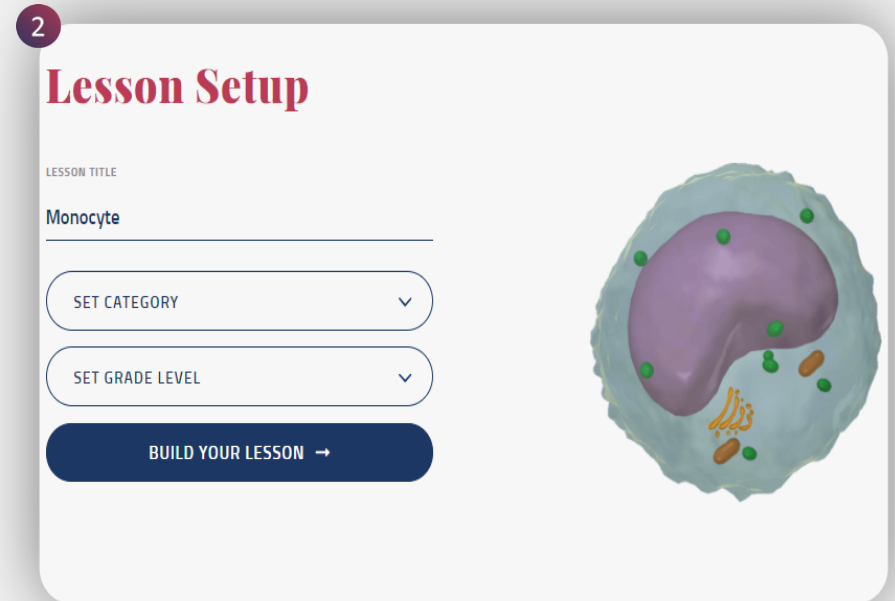 2
Lesson Setup
LESSON TITLE
Monocyte
SET CATEGORY
SET GRADE LEVEL
BUILD YOUR LESSON →